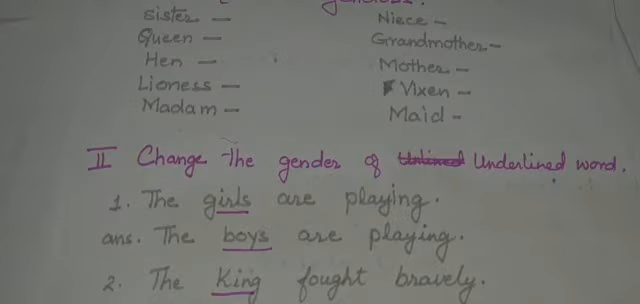 genders.
Sister - Niece -
Queen - Grandmother -
Hen - Mother -
Lioness - Vixen -
Madam - Maid -
II Change the gender of Underlined word.
1. The girls are playing.
ans. The boys are playing.
2. The King fought bravely.